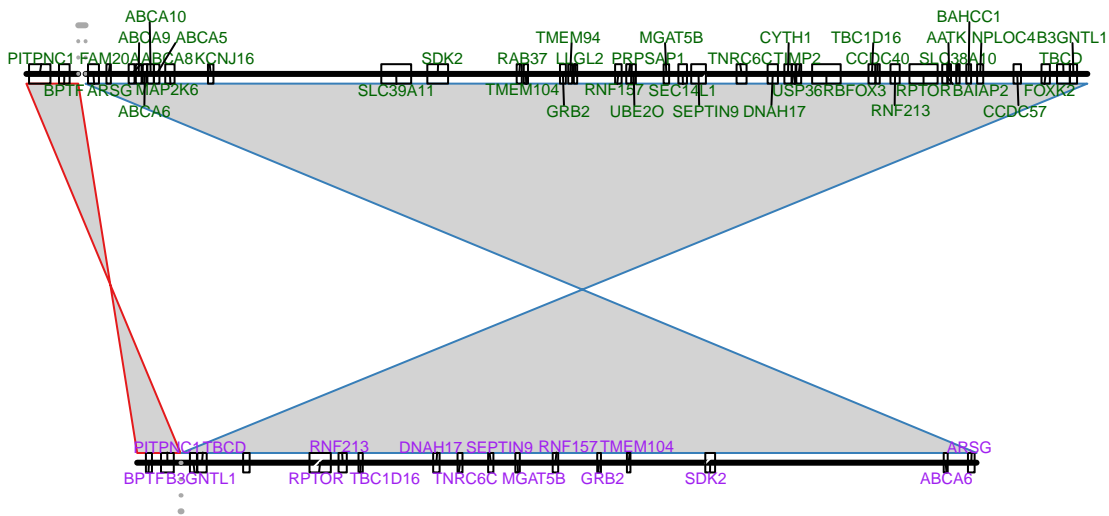 ABCA10 BAHCC1
ABCA9 ABCA5 TMEM94 MGAT5B CYTH1 TBC1D16 AATK NPLOC4 B3GNTL1
PITPNC1 FAM20A ABCA8 KCNJ16 SDK2 RAB37 LLGL2 PRPSAP1 TNRC6C TIMP2 CCDC40 SLC38A10 TBCD
BPTF ARSG MAP2K6 SLC39A11 TMEM104 RNF157 SEC14L1 USP36 RBFOX3 RPTOR BAIAP2 FOXK2
ABCA6 GRB2 UBE2O SEPTIN9 DNAH17 RNF213 CCDC57
PITPNC1 TBCD RNF213 DNAH17 SEPTIN9 RNF157 TMEM104 ARSG
BPTF B3GNTL1 RPTOR TBC1D16 TNRC6C MGAT5B GRB2 SDK2 ABCA6